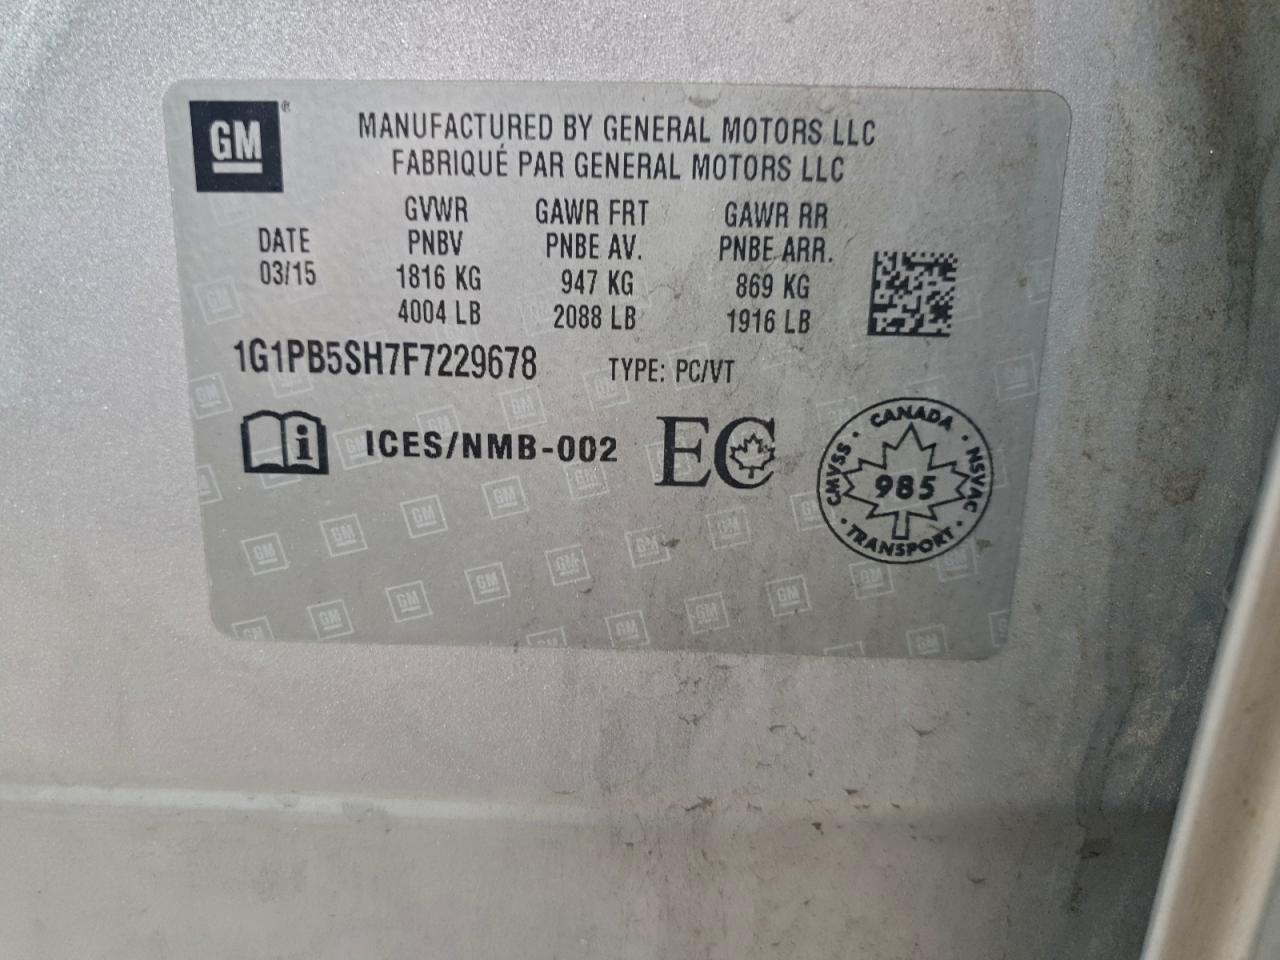 GM®
MANUFACTURED BY GENERAL MOTORS LLC
FABRIQUÉ PAR GENERAL MOTORS LLC
DATE
03/15
GVWR
PNBV
1816 KG
4004 LB
GAWR FRT
PNBE AV.
947 KG
2088 LB
GAWR RR
PNBE ARR.
869 KG
1916 LB
1G1PB5SH7F7229678 TYPE: PC/VT
i ICES/NMB-002 EC
CANADA
CMVSS · NSVAC
985
TRANSPORT